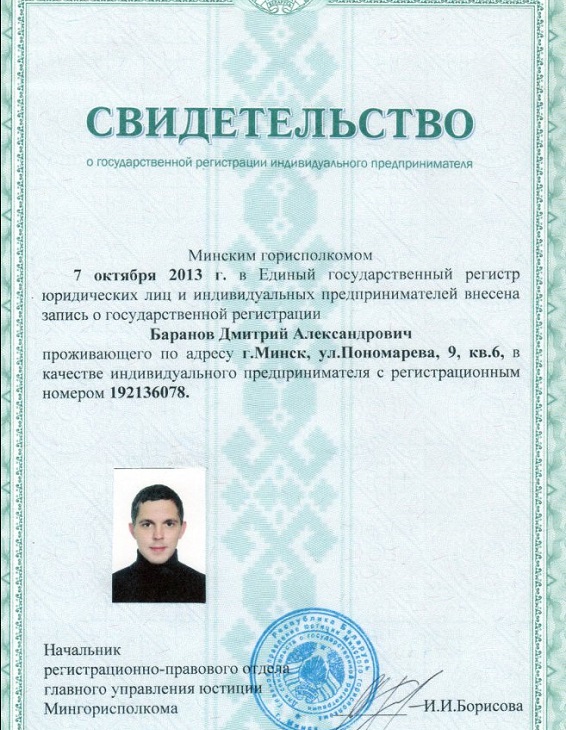 СВИДЕТЕЛЬСТВО
о государственной регистрации индивидуального предпринимателя
Минским горисполкомом
7 октября 2013 г. в Единый государственный регистр
юридических лиц и индивидуальных предпринимателей внесена
запись о государственной регистрации
Баранов Дмитрий Александрович
проживающего по адресу г.Минск, ул.Пономарева, 9, кв.6, в
качестве индивидуального предпринимателя с регистрационным
номером 192136078.
Начальник
регистрационно-правового отдела
главного управления юстиции
Мингорисполкома
И.И.Борисова
Республика Беларусь